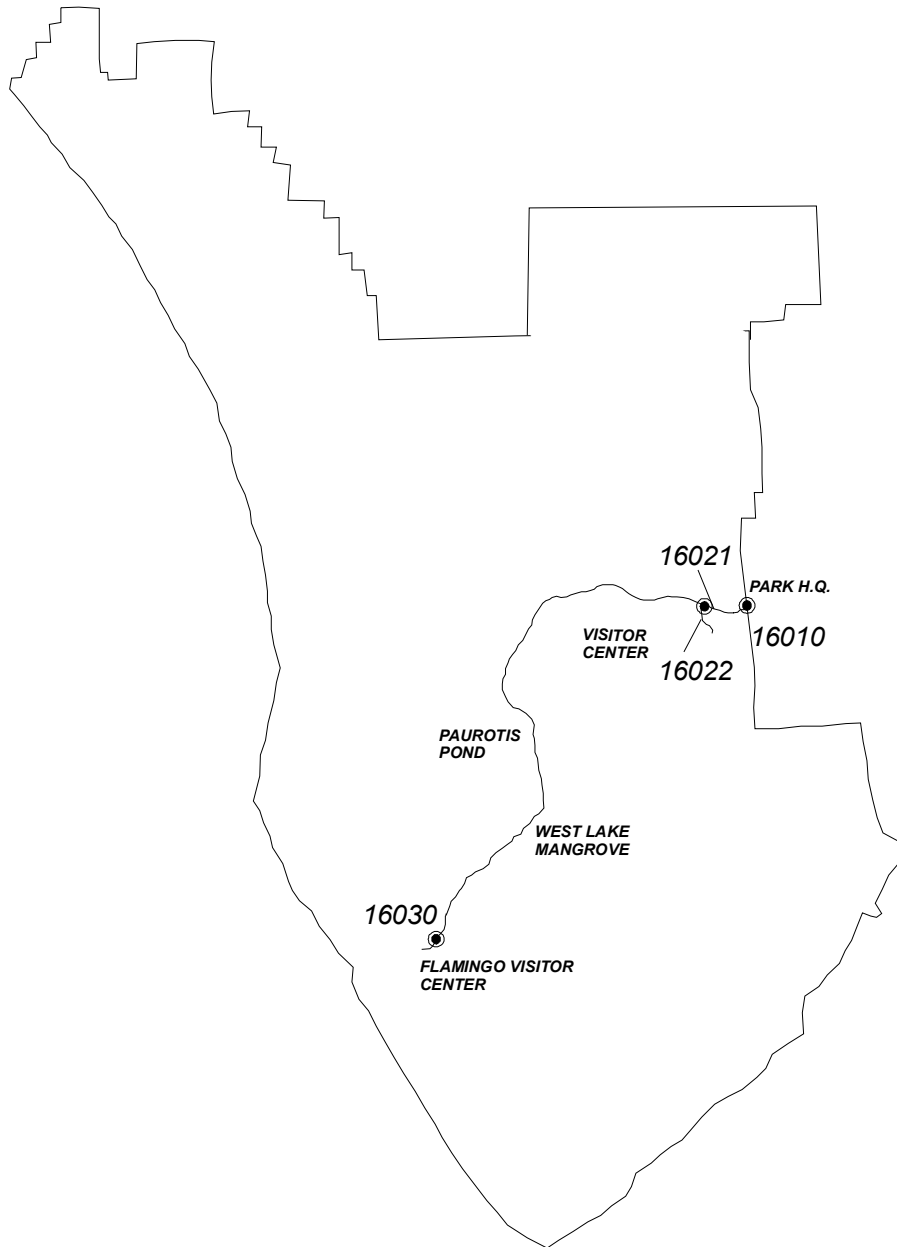 16021
PARK H.Q.
VISITOR
CENTER
16010
16022
PAUROTIS
POND
WEST LAKE
MANGROVE
16030
FLAMINGO VISITOR
CENTER